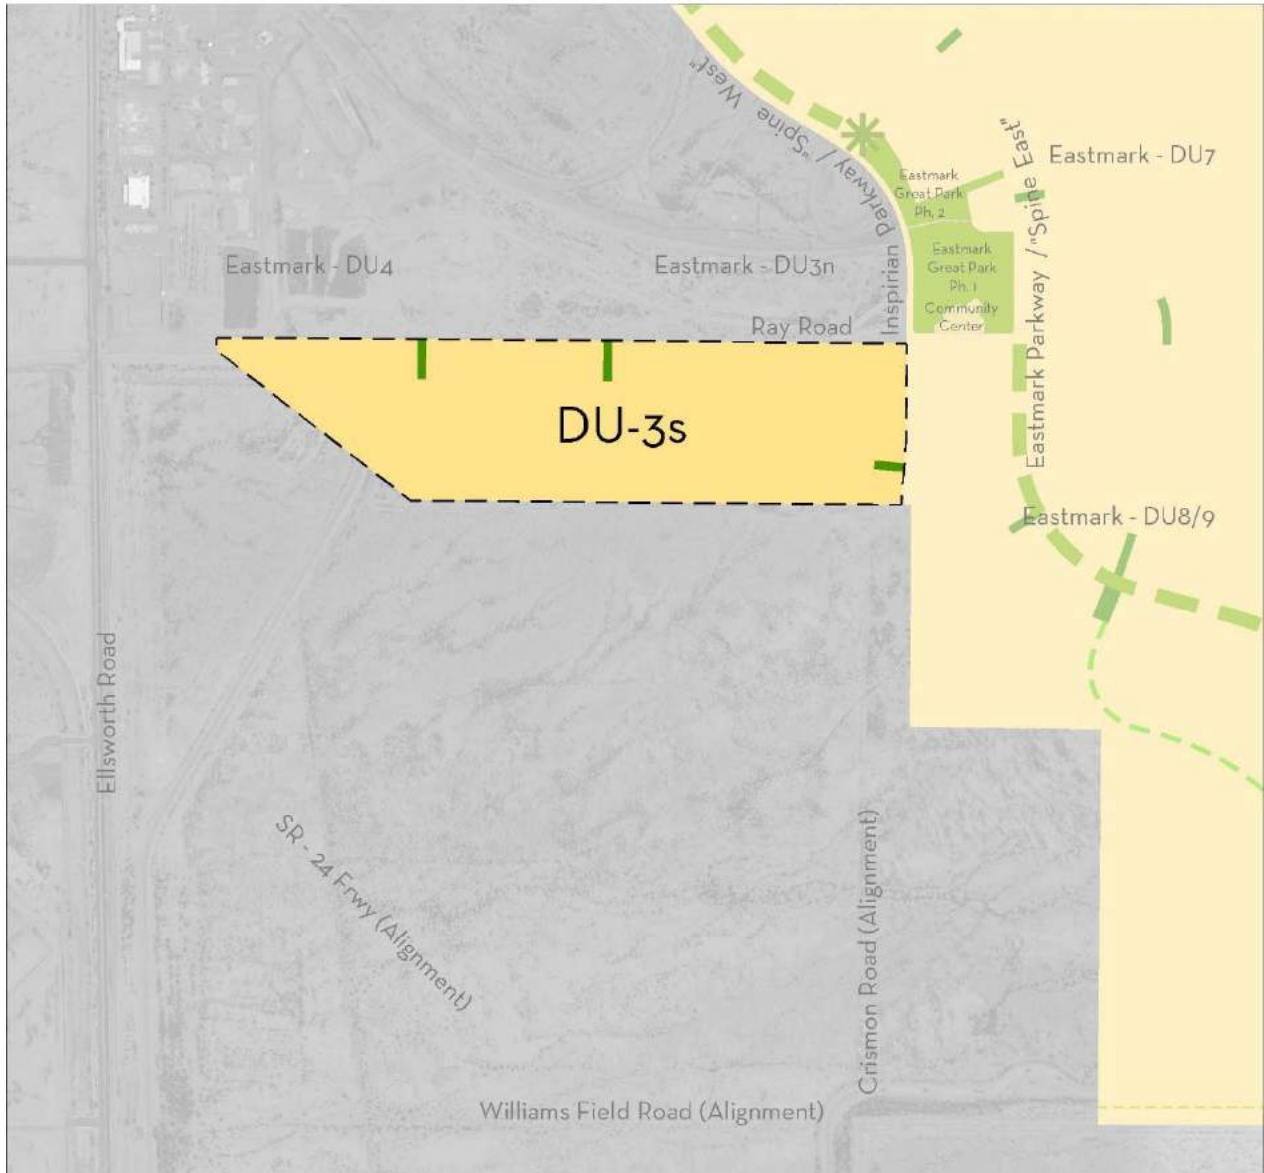 Inspirian Parkway / "Spine West"
Eastmark Parkway / "Spine East"
Eastmark - DU7
Eastmark
Great Park
Ph. 2
Eastmark
Great Park
Ph. 1
Community
Center
Eastmark - DU4
Eastmark - DU3n
Ray Road
DU-3s
Eastmark - DU8/9
Ellsworth Road
SR - 24 Frwy (Alignment)
Crismon Road (Alignment)
Williams Field Road (Alignment)